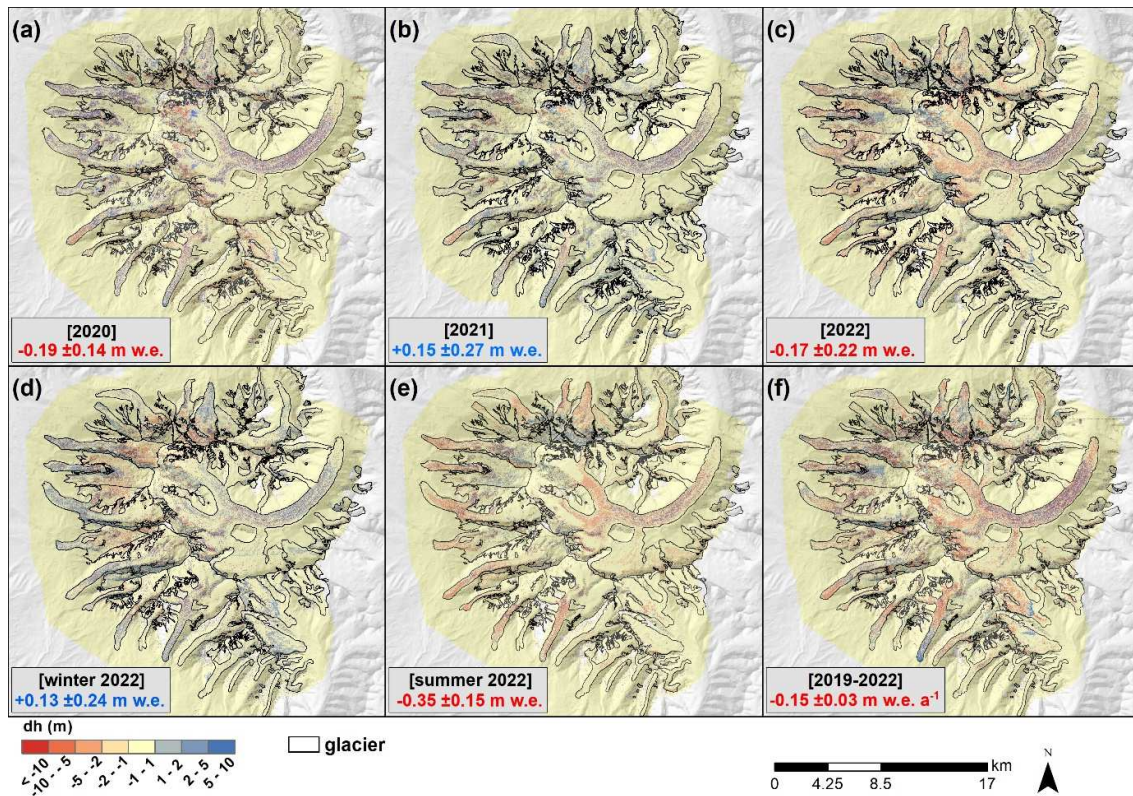 (a)
(b)
(c)
[2020]
-0.19 ±0.14 m w.e.
[2021]
+0.15 ±0.27 m w.e.
[2022]
-0.17 ±0.22 m w.e.
(d)
(e)
(f)
[winter 2022]
+0.13 ±0.24 m w.e.
[summer 2022]
-0.35 ±0.15 m w.e.
[2019-2022]
-0.15 ±0.03 m w.e. a⁻¹
dh (m)
< -10
-10 - -5
-5 - -2
-2 - -1
-1 - 1
1 - 2
2 - 5
5 - 10
glacier
km
0 4.25 8.5 17
N